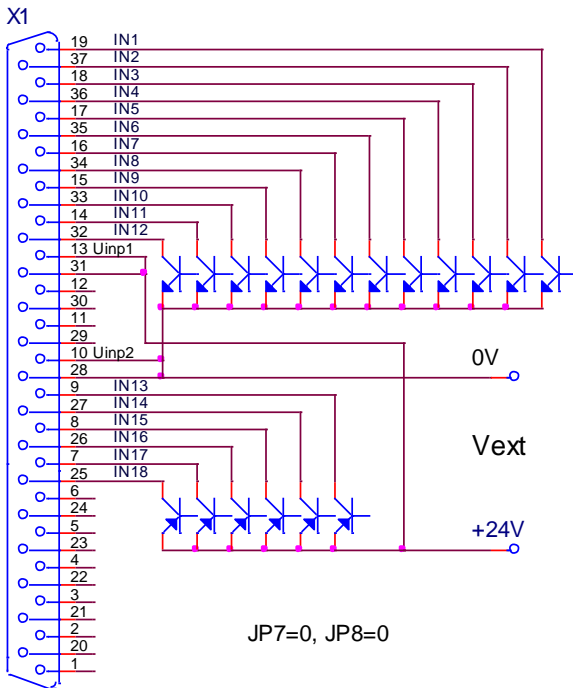 X1
19 IN1
37 IN2
18 IN3
36 IN4
17 IN5
35 IN6
16 IN7
34 IN8
15 IN9
33 IN10
14 IN11
32 IN12
13 Uinp1
31
12
30
11
29
10 Uinp2
0V
28
9 IN13
27 IN14
8 IN15
26 IN16
Vext
7 IN17
25 IN18
6
24
5
+24V
23
4
22
3
21
2
JP7=0, JP8=0
20
1